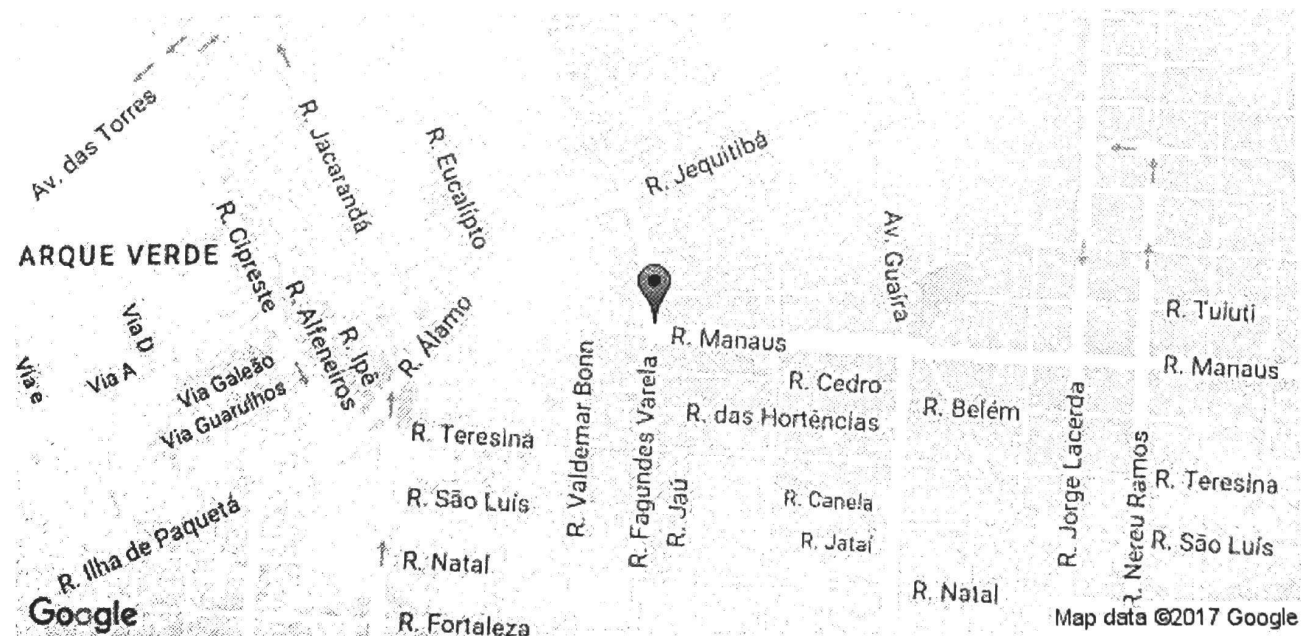 Av. das Torres
R. Jacarandá
R. Eucalipto
R. Jequitibá
R. Cipreste
ARQUE VERDE
Av. Guaíra
R. Alfeneiros
R. Ipê
R. Álamo
Via D
Via A
Via e
Via Galeão
Via Guarulhos
R. Tuiuti
R. Manaus
R. Manaus
R. Cedro
R. das Hortências
R. Belém
R. Teresina
R. Valdemar Bonn
R. Fagundes Varela
R. Jaú
R. Jorge Lacerda
R. Nereu Ramos
R. Teresina
R. São Luís
R. Canela
R. Jataí
R. São Luís
R. Ilha de Paquetá
R. Natal
R. Natal
R. Fortaleza
Google
Map data ©2017 Google